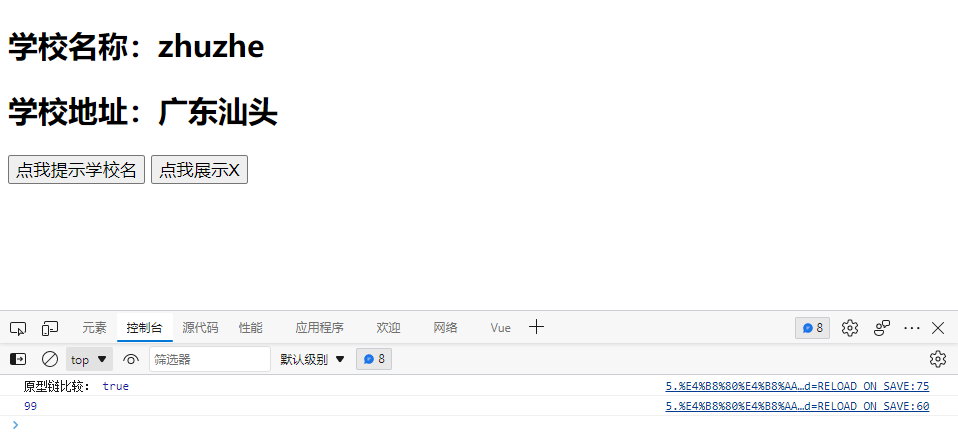 学校名称：zhuzhe
学校地址：广东汕头
点我提示学校名 点我展示X
元素 控制台 源代码 性能 应用程序 欢迎 网络 Vue 8
top 筛选器 默认级别 8
原型链比较： true 5.%E4%B8%80%E4%B8%AA…d=RELOAD_ON_SAVE:75
99 5.%E4%B8%80%E4%B8%AA…d=RELOAD_ON_SAVE:60